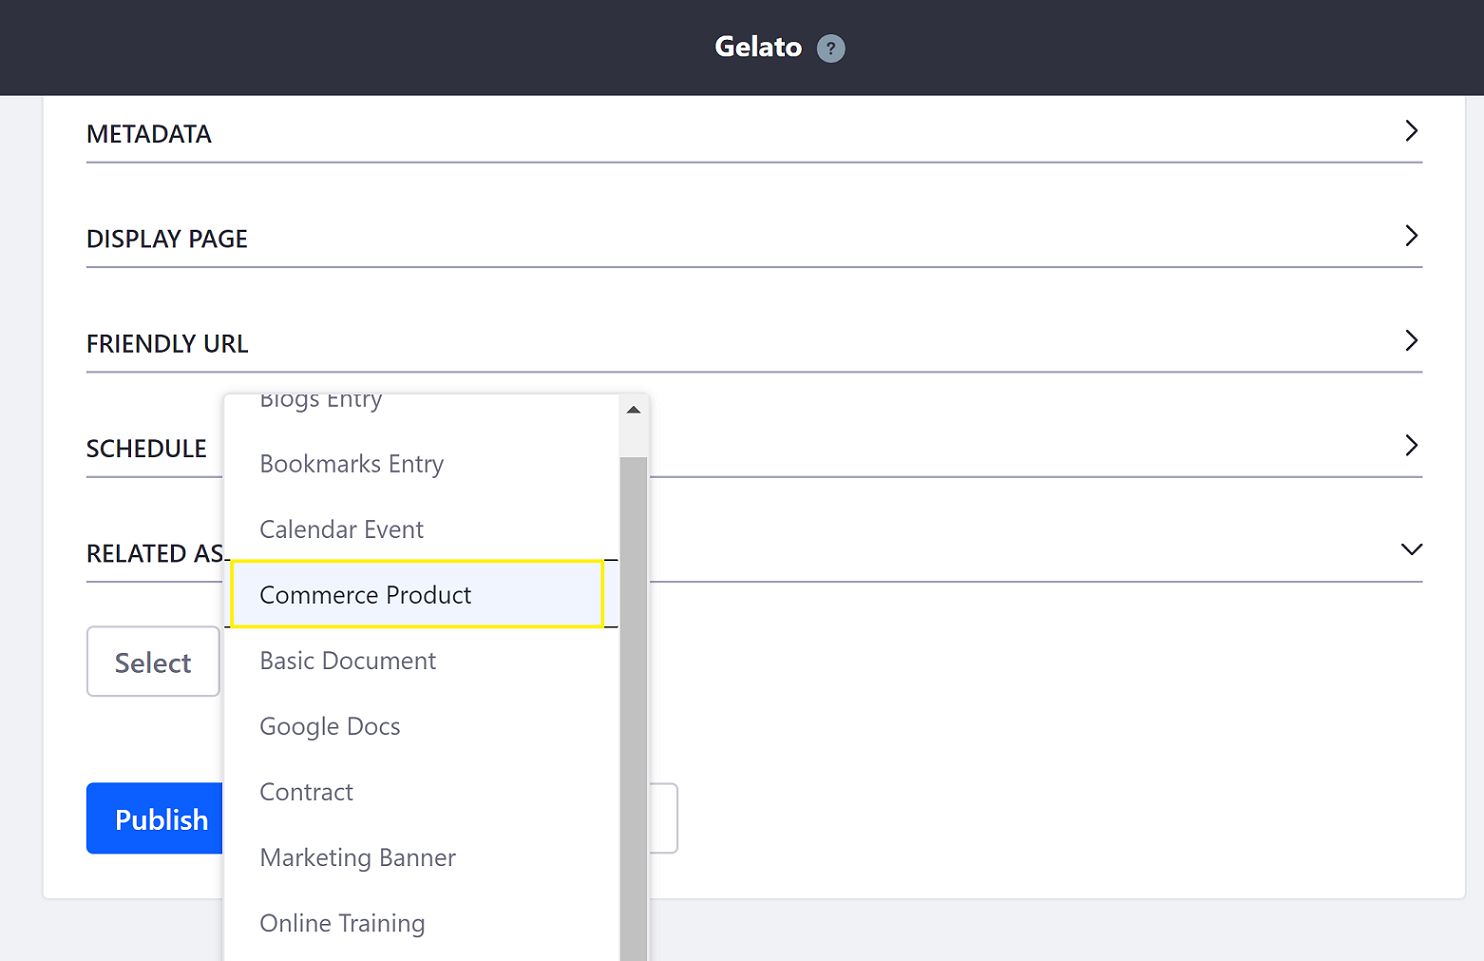 Gelato ?
METADATA
DISPLAY PAGE
FRIENDLY URL
SCHEDULE
RELATED AS
Blogs Entry
Bookmarks Entry
Calendar Event
Commerce Product
Basic Document
Google Docs
Contract
Marketing Banner
Online Training
Select
Publish